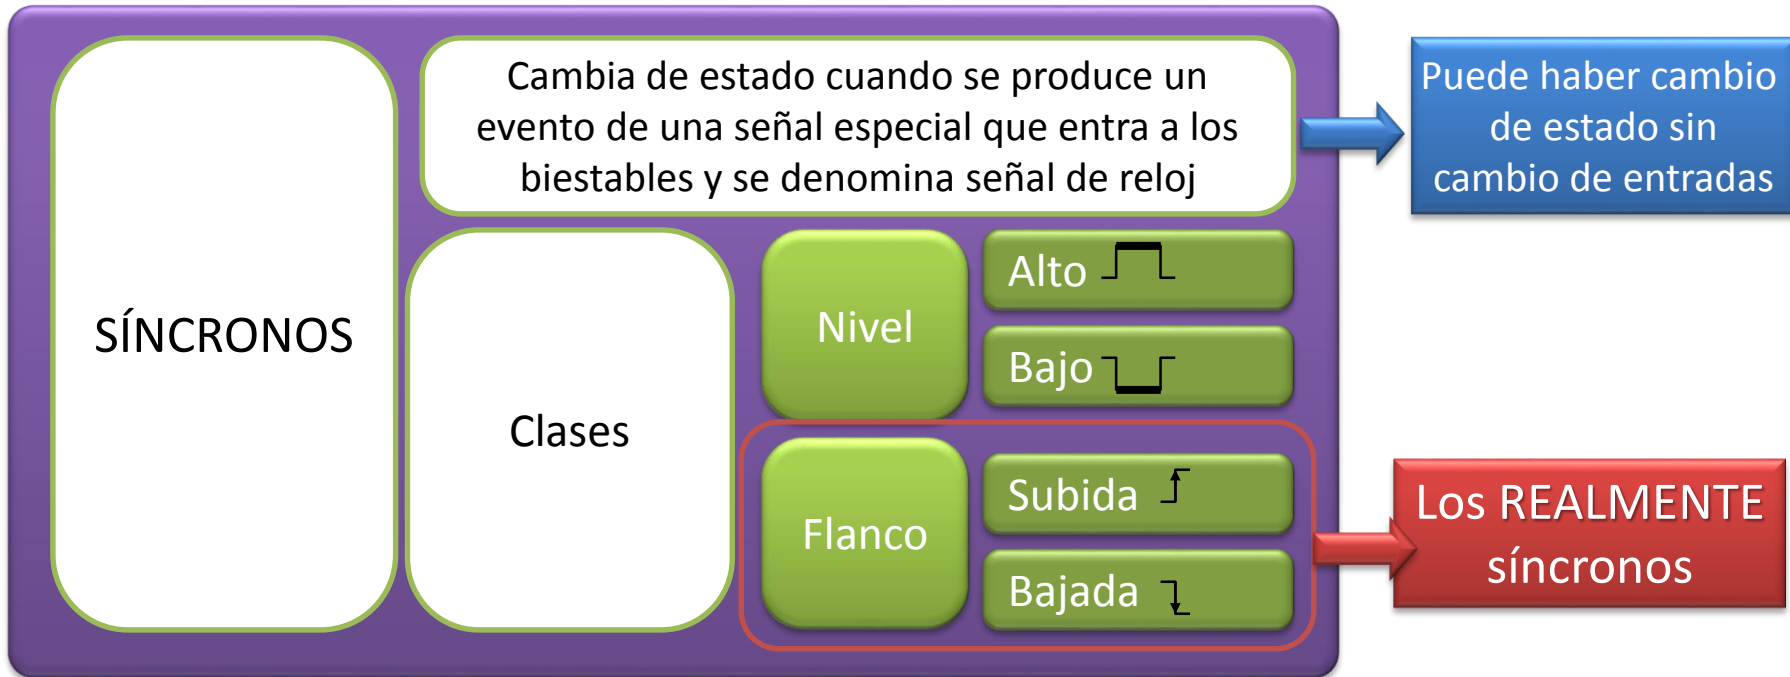 SÍNCRONOS
Cambia de estado cuando se produce un
evento de una señal especial que entra a los
biestables y se denomina señal de reloj
Puede haber cambio
de estado sin
cambio de entradas
Clases
Nivel
Alto
Bajo
Flanco
Subida
Bajada
Los REALMENTE
síncronos